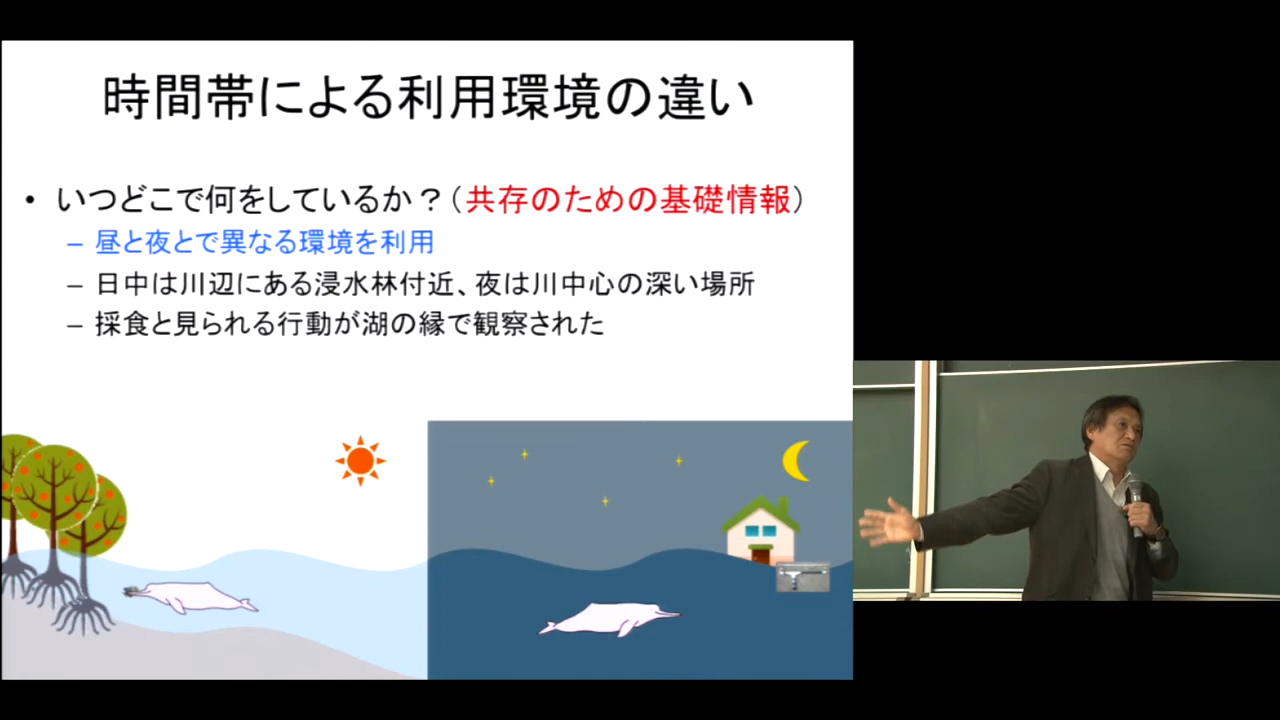 時間帯による利用環境の違い
• いつどこで何をしているか？（共存のための基礎情報）
– 昼と夜とで異なる環境を利用
– 日中は川辺にある浸水林付近、夜は川中心の深い場所
– 採食と見られる行動が湖の縁で観察された